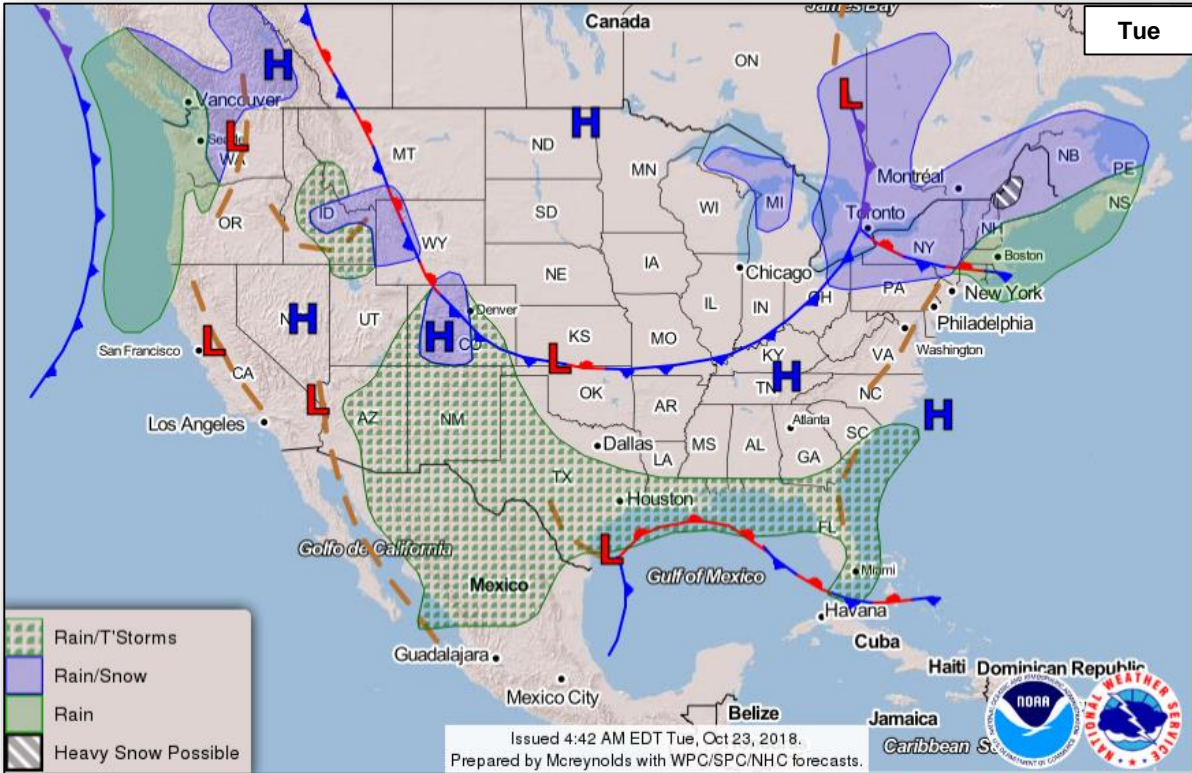 James Bay
Canada
Tue
ON
H
Vancouver
L
Seattle
WA
H
MT
ND
MN
L
Montréal
NB
PE
NS
OR
ID
WY
SD
WI
MI
Toronto
NY
NH
Boston
NE
IA
Chicago
New York
H
UT
H
CO
Denver
KS
MO
IL
IN
OH
PA
Philadelphia
San Francisco
L
CA
L
L
OK
KY
TN
H
VA
Washington
NC
Los Angeles
AZ
NM
AR
Atlanta
SC
H
Dallas
LA
MS
AL
GA
TX
Houston
FL
Golfo de California
L
Gulf of Mexico
Miami
Mexico
Havana
Cuba
Guadalajara
Haiti
Dominican Republic
Mexico City
Belize
Jamaica
Rain/T'Storms
Rain/Snow
Rain
Heavy Snow Possible
Issued 4:42 AM EDT Tue, Oct 23, 2018.
Prepared by Mcreynolds with WPC/SPC/NHC forecasts.
Caribbean S
NOAA
NATIONAL WEATHER SERVICE